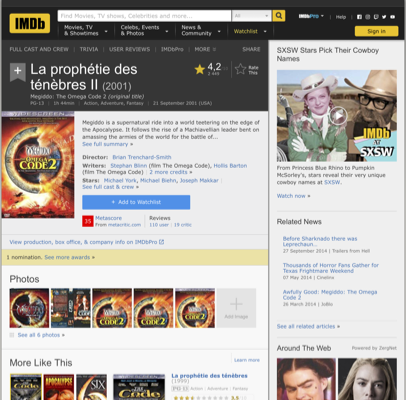 IMDb
Find Movies, TV shows, Celebrities and more...
All
IMDbPro
Help
Movies, TV & Showtimes
Celebs, Events & Photos
News & Community
Watchlist
Sign in
FULL CAST AND CREW | TRIVIA | USER REVIEWS | IMDbPro | MORE
SHARE
La prophétie des ténèbres II (2001)
Megiddo: The Omega Code 2 (original title)
PG-13 | 1h 44min | Action, Adventure, Fantasy | 21 September 2001 (USA)
4,2
Rate This
Megiddo is a supernatural ride into a world teetering on the edge of
the Apocalypse. It follows the rise of a Machiavellian leader bent on
amassing the armies of the world for the battle of...
See full summary »
Director: Brian Trenchard-Smith
Writers: Stephan Blinn (film The Omega Code), Hollis Barton
(film The Omega Code) | 2 more credits »
Stars: Michael York, Michael Biehn, Joseph Makkar |
See full cast & crew »
+ Add to Watchlist
35
Metascore
From metacritic.com
Reviews
110 user | 19 critic
View production, box office, & company info on IMDbPro
1 nomination. See more awards »
Photos
Add Image
See all 6 photos »
More Like This
Learn more
La prophétie des ténèbres
(1999)
Action | Adventure | Fantasy
SXSW Stars Pick Their Cowboy
Names
IMDb
at
SXSW
From Princess Blue Rhino to Pumpkin
McSorley's, stars reveal their very unique
cowboy names at SXSW.
Watch now »
Related News
Before Sharknado there was
Leprechaun..
27 September 2014 | Trailers from Hell
Thousands of Horror Fans Gather for
Texas Frightmare Weekend
07 May 2014 | Cinelinx
Awfully Good: Megiddo: The Omega
Code 2
26 March 2014 | JoBlo
See all related articles »
Around The Web
Powered by ZergNet